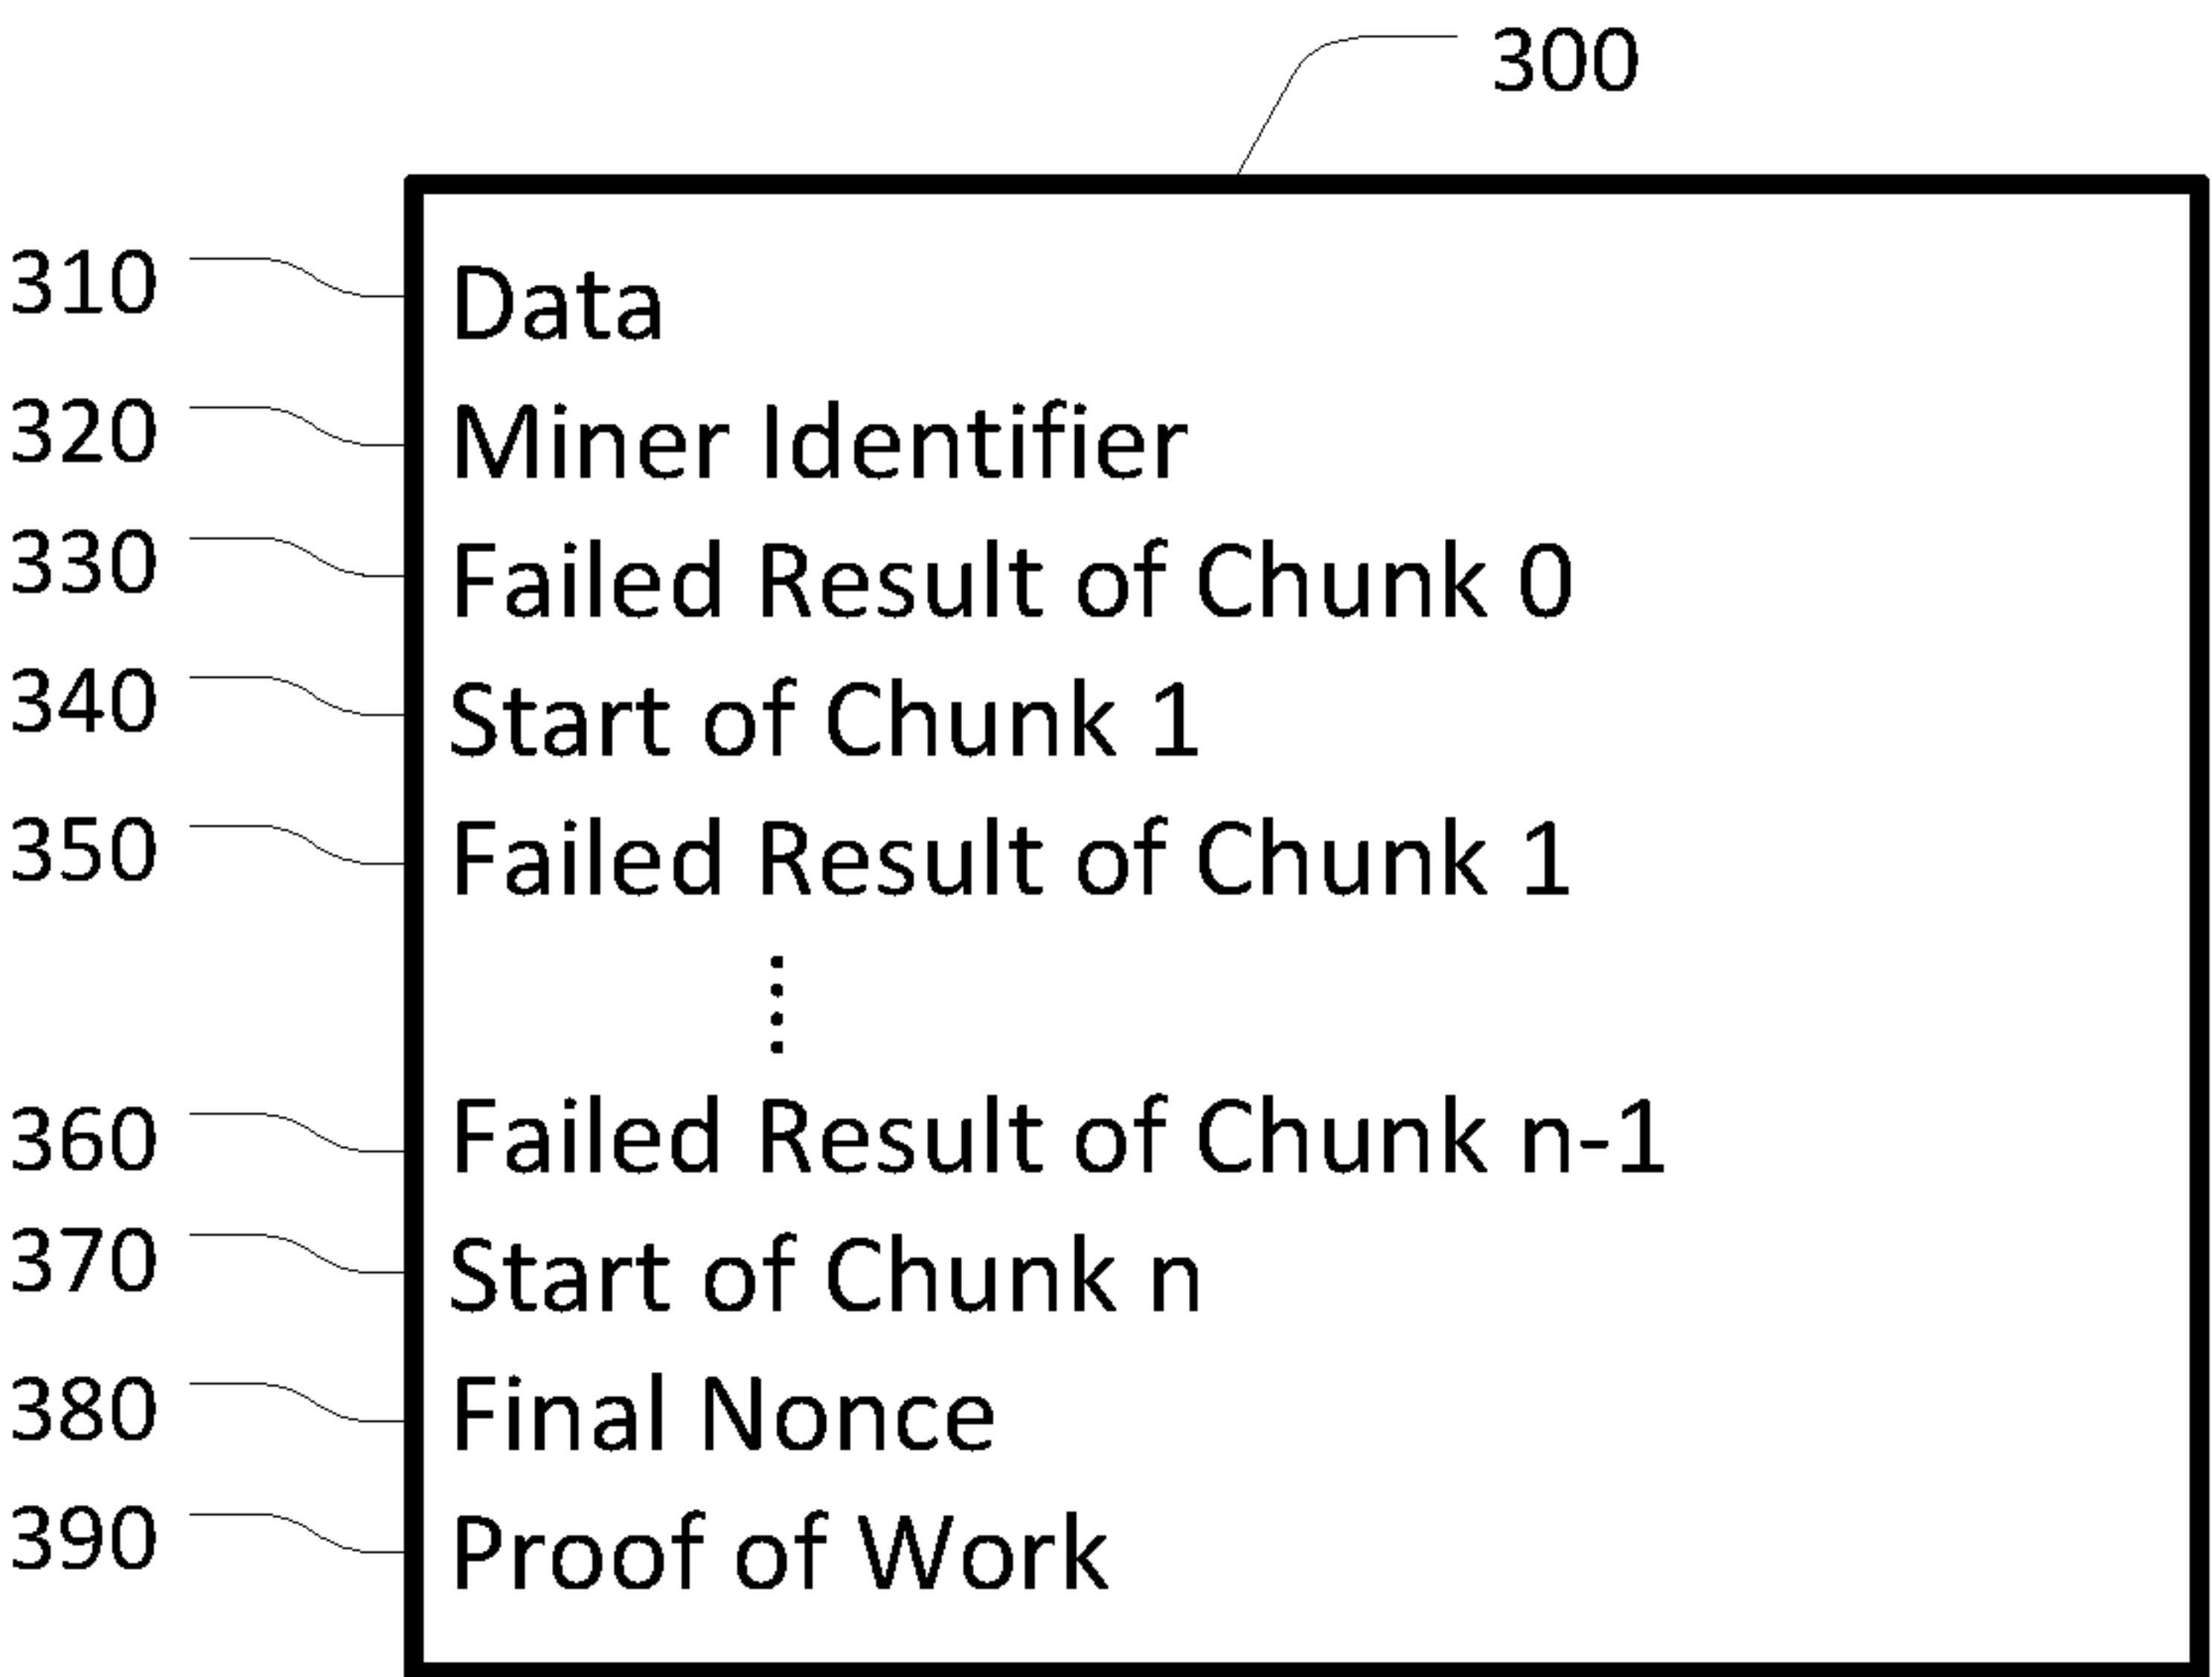 300
310 Data
320 Miner Identifier
330 Failed Result of Chunk 0
340 Start of Chunk 1
350 Failed Result of Chunk 1
360 Failed Result of Chunk n-1
370 Start of Chunk n
380 Final Nonce
390 Proof of Work